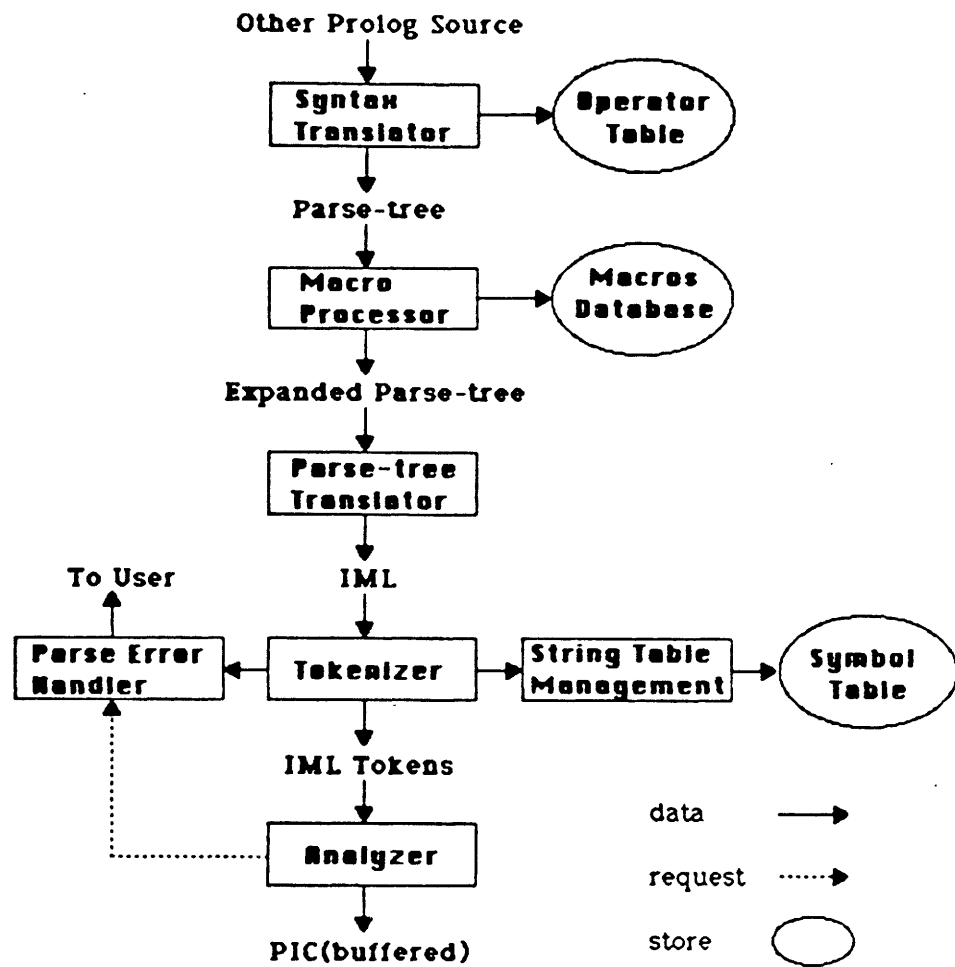 Other Prolog Source
Syntax
Translator
Operator
Table
Parse-tree
Macro
Processor
Macros
Database
Expanded Parse-tree
Parse-tree
Translator
To User
IML
Parse Error
Handler
Tokenizer
String Table
Management
Symbol
Table
IML Tokens
data
Analyzer
request
PIC(buffered)
store